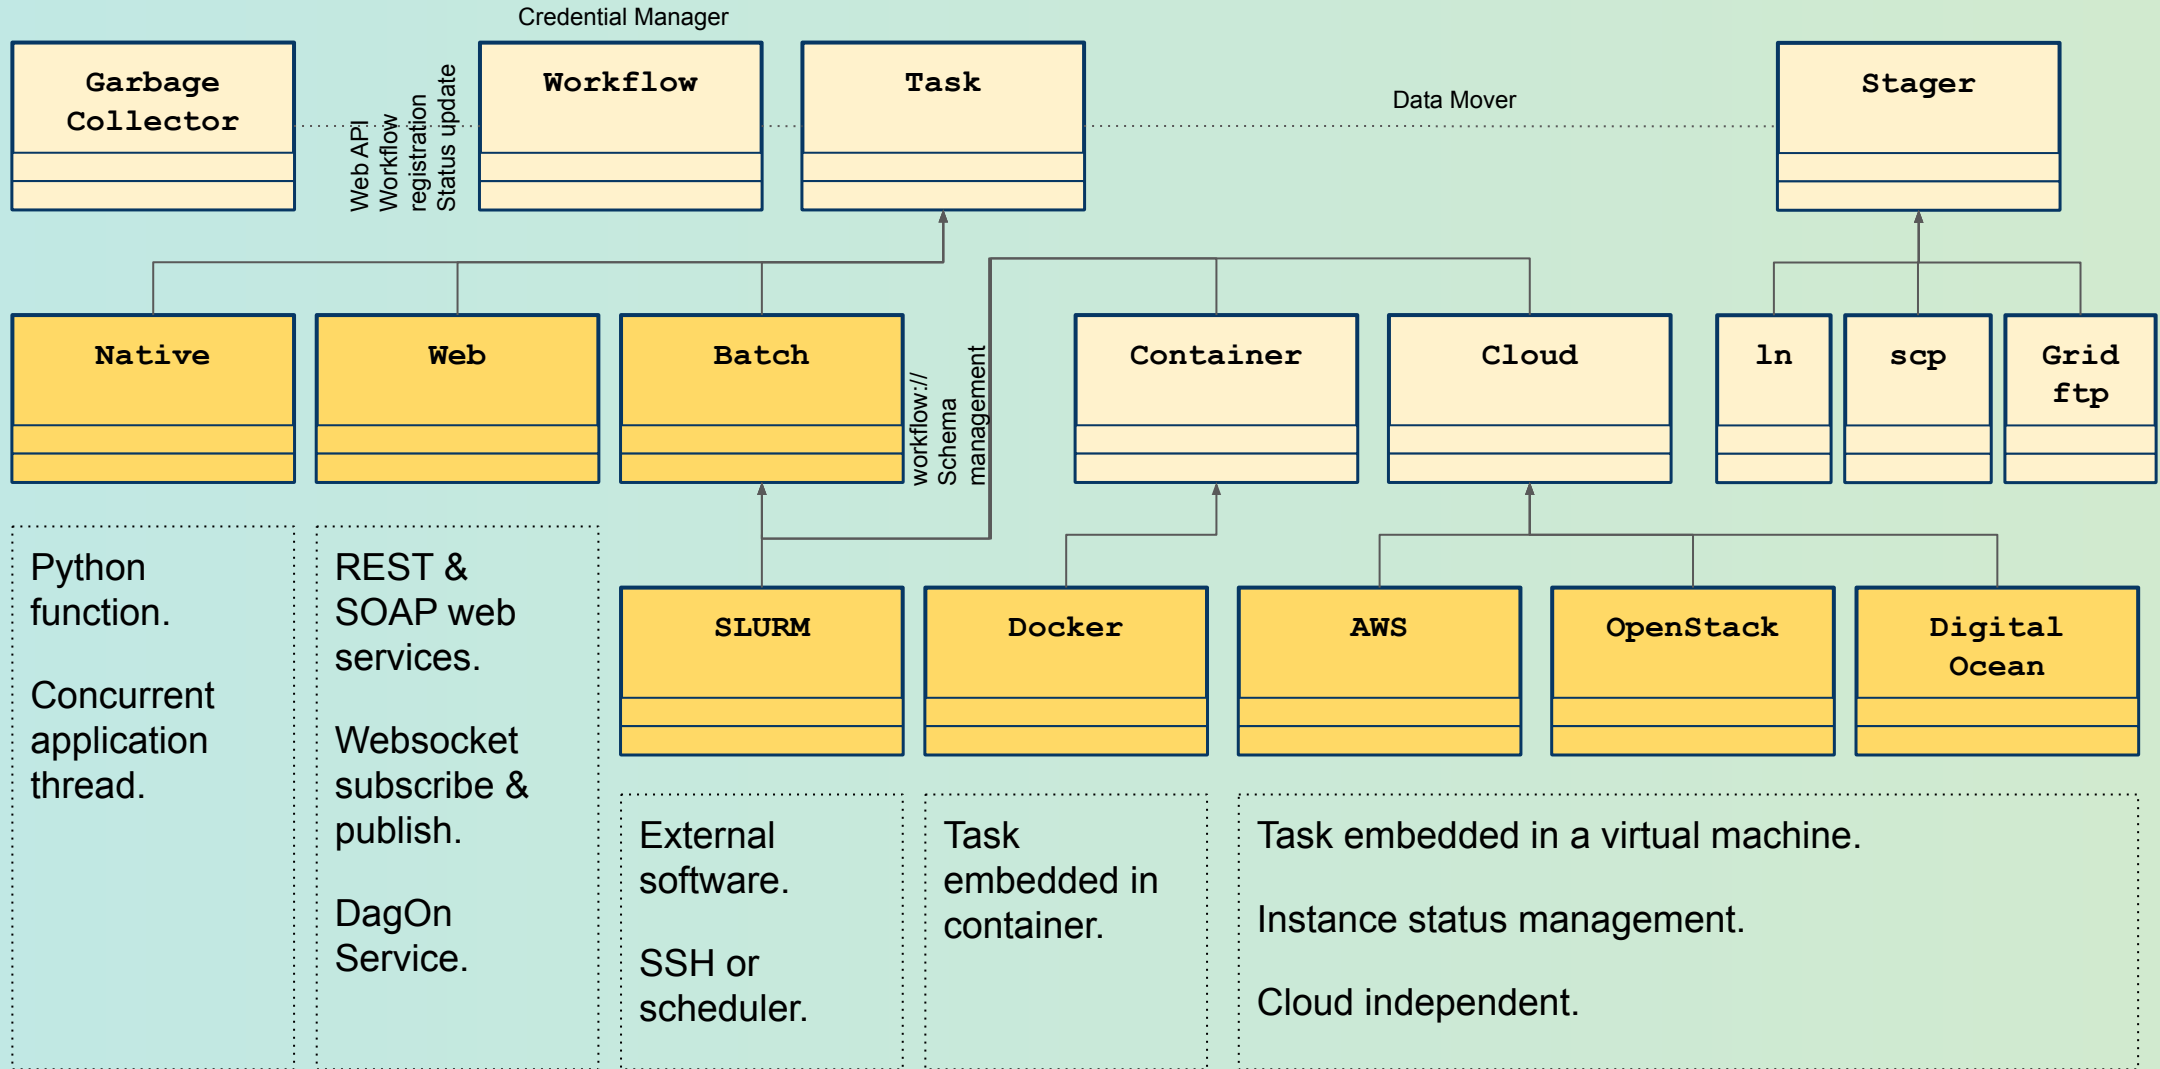 Credential Manager
Garbage
Collector
Web API
Workflow
registration
Status update
Workflow
Task
Data Mover
Stager
Native
Web
Batch
workflow://
Schema
management
Container
Cloud
ln
scp
Grid
ftp
Python
function.
Concurrent
application
thread.
REST &
SOAP web
services.
Websocket
subscribe &
publish.
DagOn
Service.
SLURM
Docker
AWS
OpenStack
Digital
Ocean
External
software.
SSH or
scheduler.
Task
embedded in
container.
Task embedded in a virtual machine.
Instance status management.
Cloud independent.